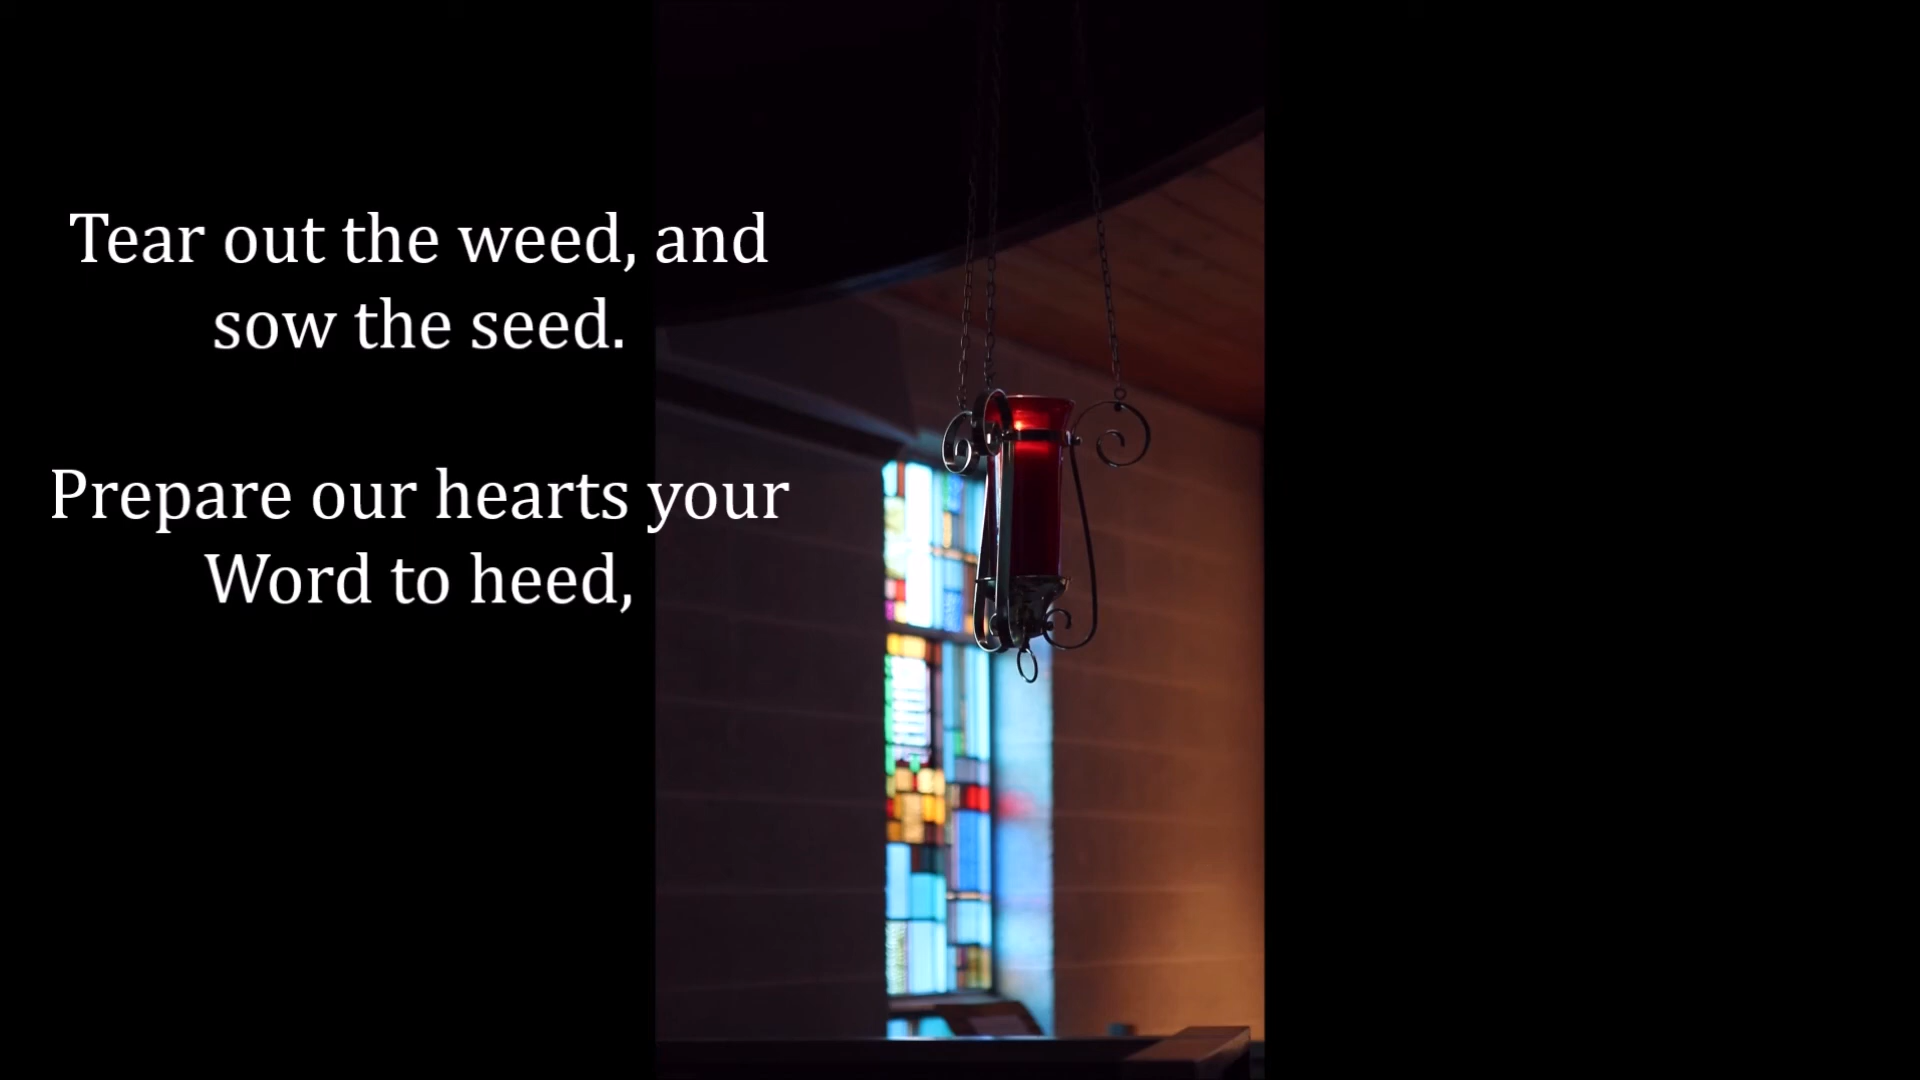 Tear out the weed, and
sow the seed.
Prepare our hearts your
Word to heed,